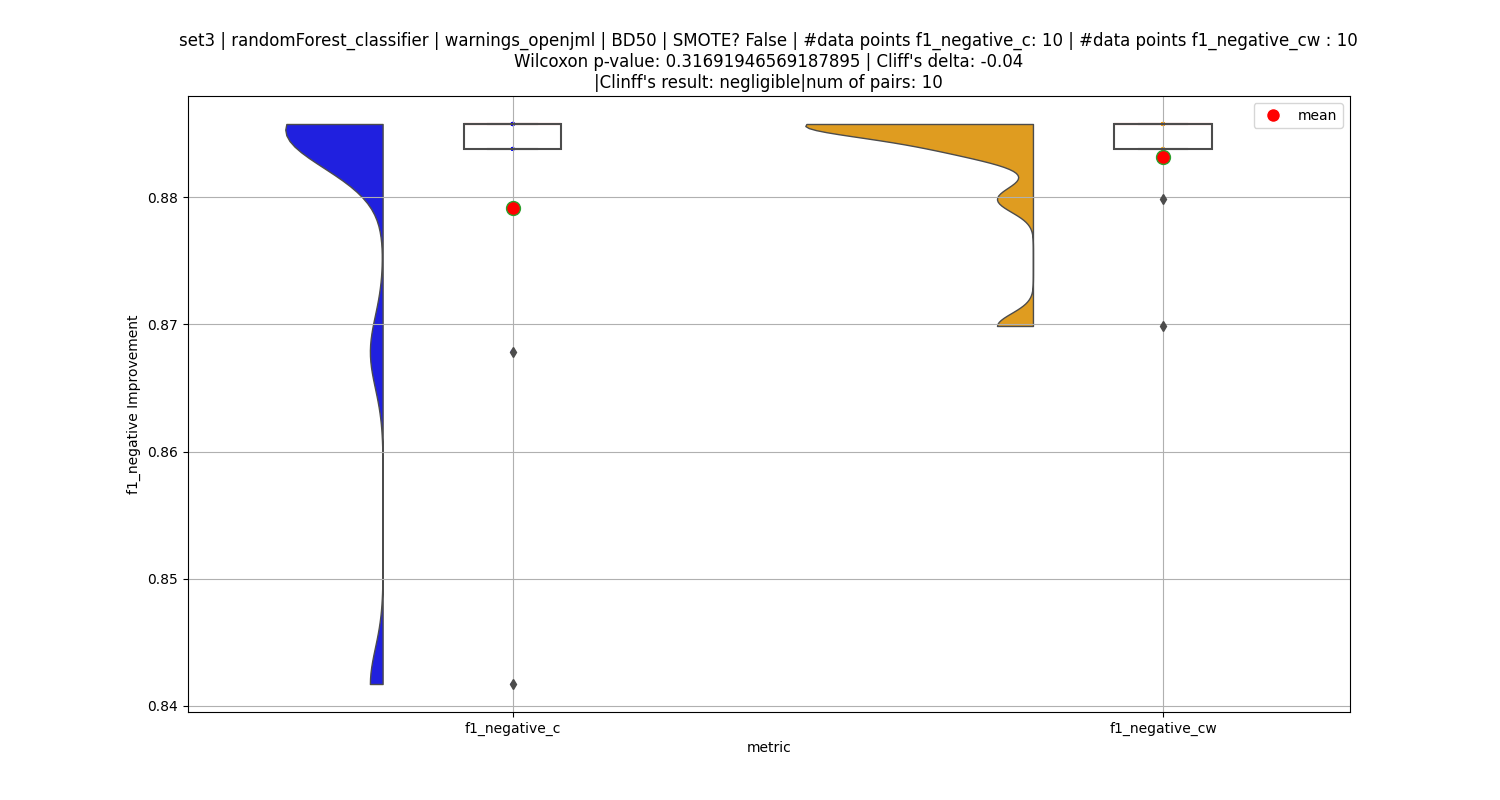 set3 | randomForest_classifier | warnings_openjml | BD50 | SMOTE? False | #data points f1_negative_c: 10 | #data points f1_negative_cw : 10
Wilcoxon p-value: 0.31691946569187895 | Cliff's delta: -0.04
|Clinff's result: negligible|num of pairs: 10
mean
0.88
0.87
0.86
0.85
0.84
f1_negative Improvement
f1_negative_c
f1_negative_cw
metric